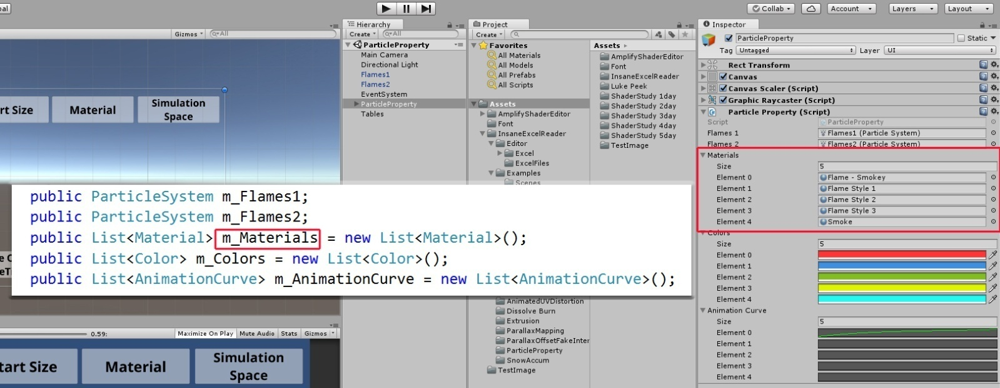 Collab
Account
Layers
Layout
Gizmos
All
rt Size
Material
Simulation
Space
Hierarchy
Create
All
ParticleProperty
Main Camera
Directional Light
Flames1
Flames2
EventSystem
ParticleProperty
Tables
Project
Create
Favorites
All Materials
All Models
All Prefabs
All Scripts
Assets
AmplifyShaderEditor
Font
InsaneExcelReader
Editor
Excel
ExcelFiles
Examples
Scenes
AnimatedUVDistortion
Dissolve Burn
Extrusion
ParallaxMapping
ParallaxOffsetFakeInter
ParticleProperty
SnowAccum
TestImage
Assets
AmplifyShaderEditor
Font
InsaneExcelReader
Luke Peek
ShaderStudy 1day
ShaderStudy 2day
ShaderStudy 3day
ShaderStudy 4day
ShaderStudy 5day
TestImage
public ParticleSystem m_Flames1;
public ParticleSystem m_Flames2;
public List<Material> m_Materials = new List<Material>();
public List<Color> m_Colors = new List<Color>();
public List<AnimationCurve> m_AnimationCurve = new List<AnimationCurve>();
0.59:
Maximize On Play Mute Audio Stats Gizmos
tart Size
Material
Simulation
Space
Inspector
ParticleProperty Static
Tag Untagged Layer UI
Rect Transform
Canvas
Canvas Scaler (Script)
Graphic Raycaster (Script)
Particle Property (Script)
Script ParticleProperty
Flames 1 Flames1 (Particle System)
Flames 2 Flames2 (Particle System)
Materials
Size 5
Element 0 Flame - Smokey
Element 1 Flame Style 1
Element 2 Flame Style 2
Element 3 Flame Style 3
Element 4 Smoke
Colors
Size 5
Element 0
Element 1
Element 2
Element 3
Element 4
Animation Curve
Size 5
Element 0
Element 1
Element 2
Element 3
Element 4